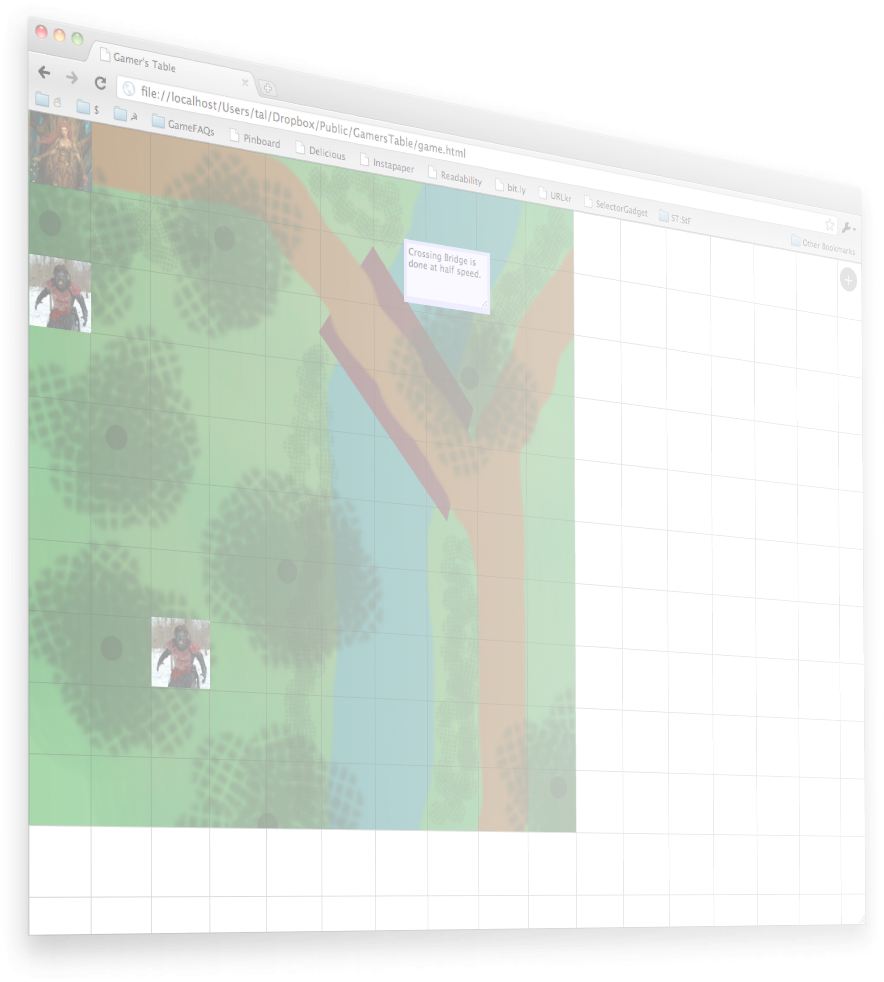 Gamer's Table
file://localhost/Users/tal/Dropbox/Public/GamersTable/game.html
$ GameFAQs Pinboard Delicious Instapaper Readability bit.ly URLkr SelectorGadget ST:StF Other Bookmarks
Crossing Bridge is
done at half speed.